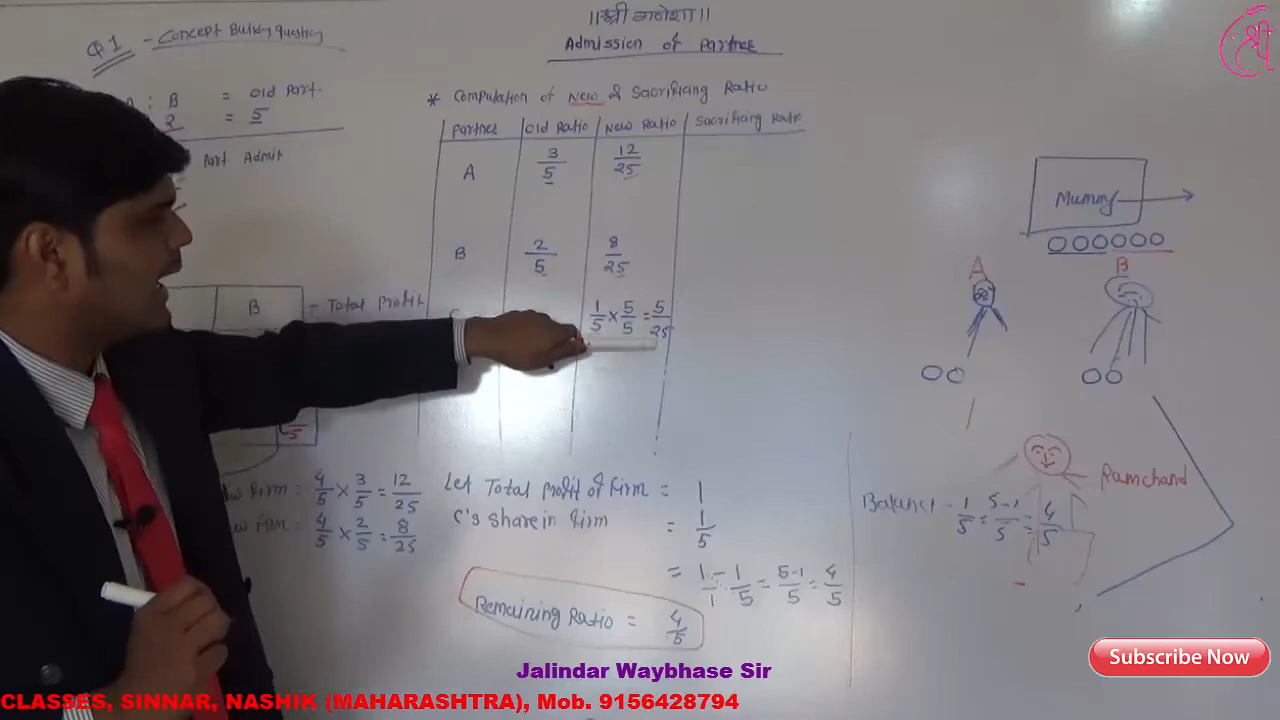 ॥श्री गणेशा॥
Admission of Partner
Q.1 - Concept Building Question
: B = old Part.
2 = 5
Part Admit
* Computation of New & Sacrificing Ratio
Partner Old Ratio New Ratio Sacrificing Ratio
A 3/5 12/25
B 2/5 8/25
1/5 × 5/5 = 5/25
B - Total Profit
5
Firm = 4/5 × 3/5 = 12/25
Firm = 4/5 × 2/5 = 8/25
Let Total Profit of Firm = 1
C's Share in Firm = 1/5
= 1/1 - 1/5 = 5-1/5 = 4/5
Remaining Ratio = 4/5
Mummy
A B
Ramchand
Balance - 1/5 = 5-1/5 = 4/5
श्री
Subscribe Now
Jalindar Waybhase Sir
CLASSES, SINNAR, NASHIK (MAHARASHTRA), Mob. 9156428794